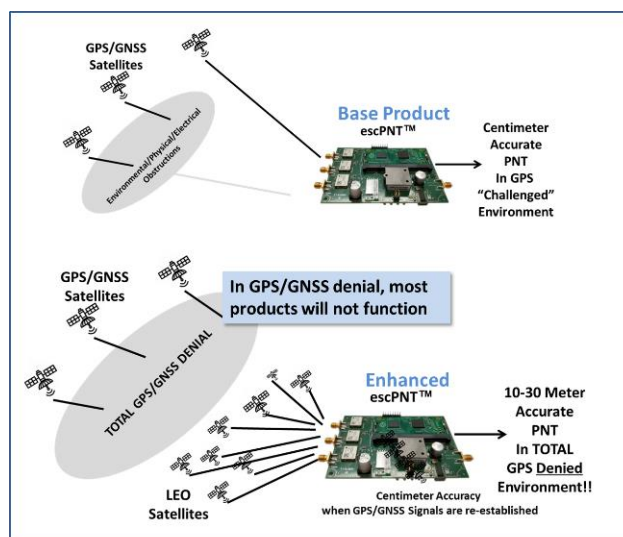 GPS/GNSS
Satellites
Environmental/Physical/Electrical
Obstructions
Base Product
escPNT™
Centimeter
Accurate
PNT
In GPS
“Challenged”
Environment
GPS/GNSS
Satellites
In GPS/GNSS denial, most
products will not function
TOTAL GPS/GNSS DENIAL
Enhanced
escPNT™
10-30 Meter
Accurate
PNT
In TOTAL
GPS Denied
Environment!!
LEO
Satellites
Centimeter Accuracy
when GPS/GNSS Signals are re-established